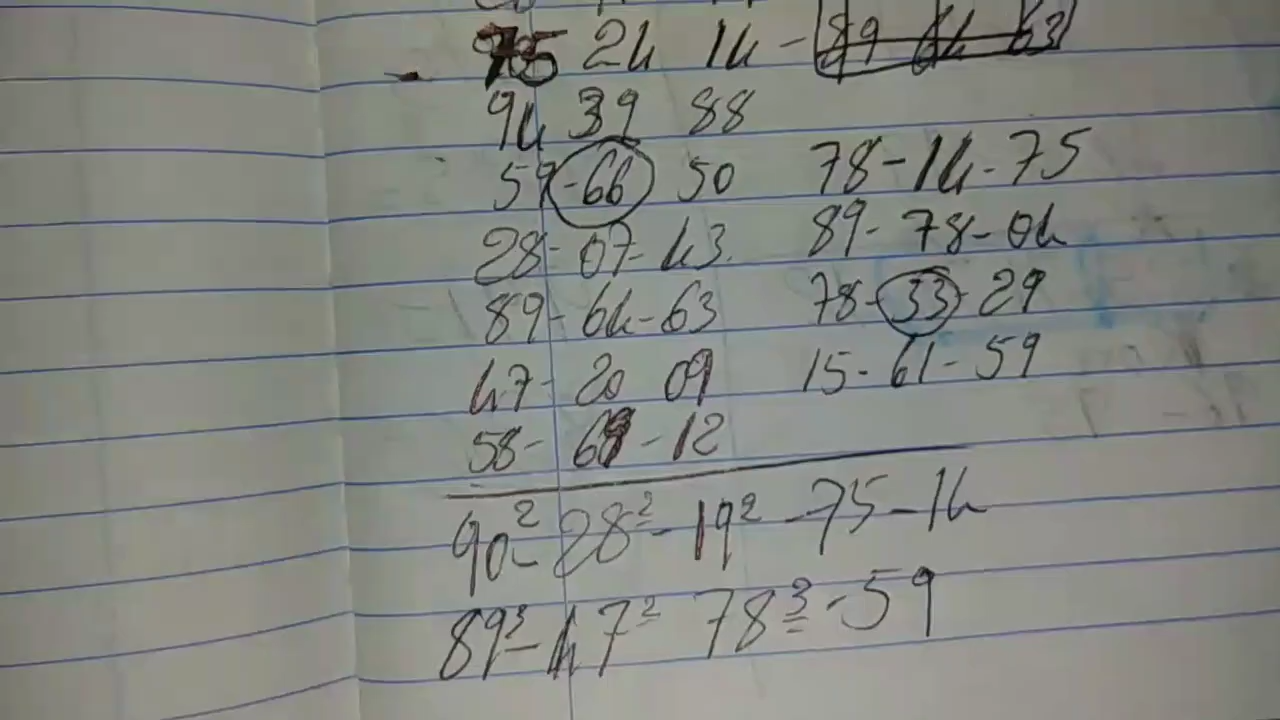 75 24 14 - 89 64 63
94 39 88
59 - 66 50 78 - 14 - 75
28 - 07 - 43. 89 - 78 - 04
89 - 64 - 63 78 - 33 - 29
47 - 20 09 15 - 61 - 59
58 - 69 - 12
90² - 28² - 19² - 75 - 14
89³ - 47² 78³ - 59